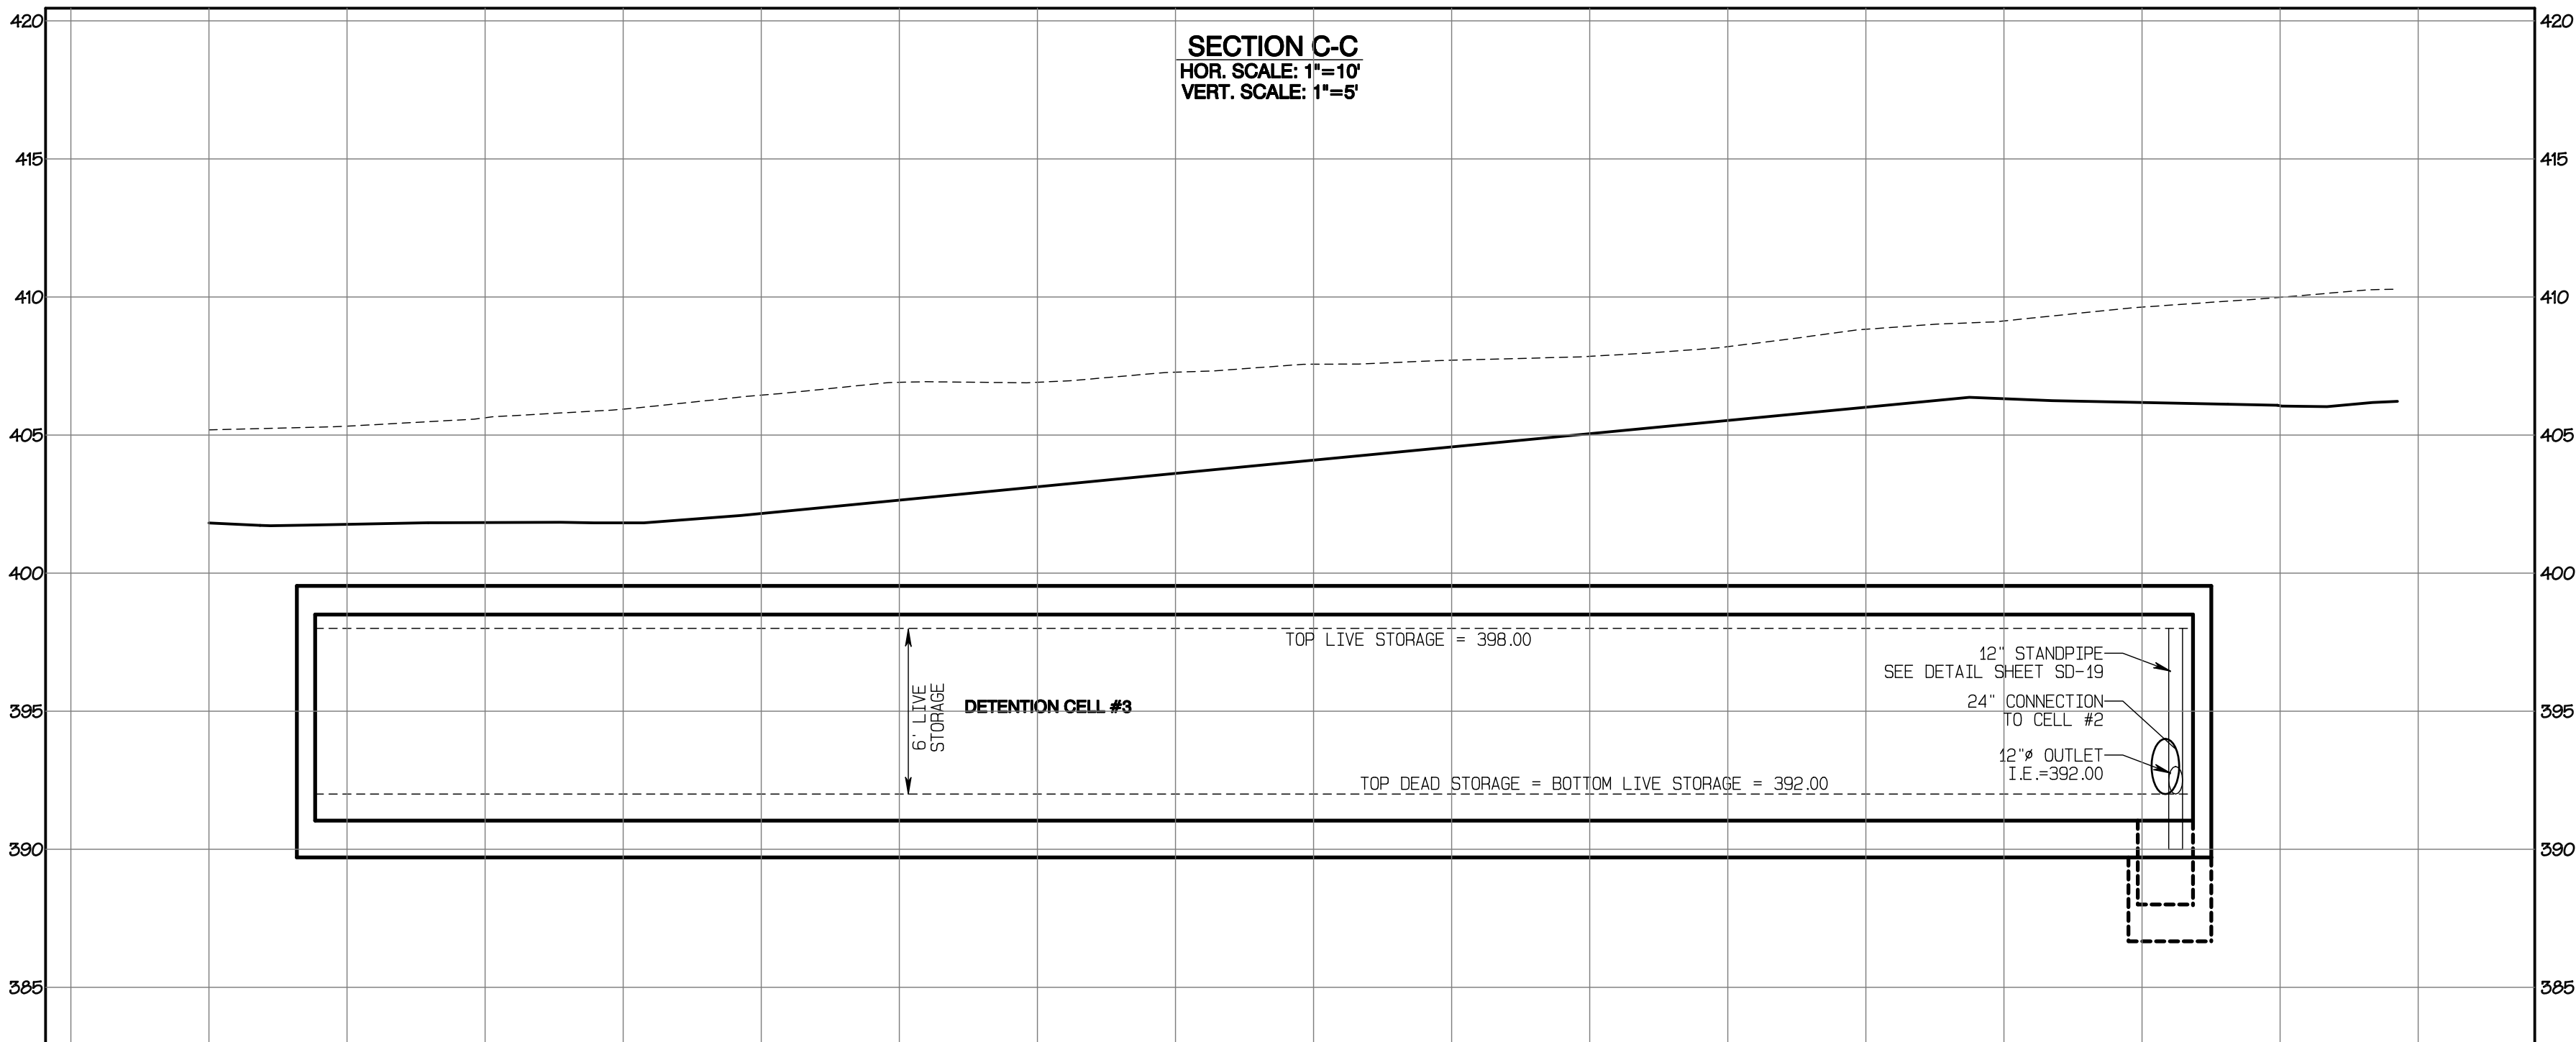 SECTION C-C
HOR. SCALE: 1"=10'
VERT. SCALE: 1"=5'
420 420
415 415
410 410
405 405
400 400
395 395
390 390
385 385
TOP LIVE STORAGE = 398.00
6' LIVE
STORAGE
DETENTION CELL #3
12" STANDPIPE
SEE DETAIL SHEET SD-19
24" CONNECTION
TO CELL #2
12"ø OUTLET
I.E.=392.00
TOP DEAD STORAGE = BOTTOM LIVE STORAGE = 392.00